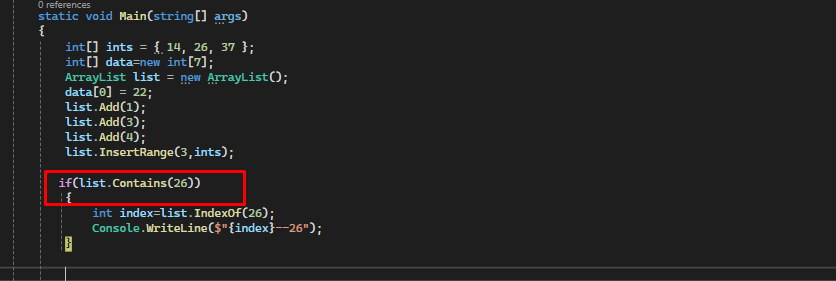 0 references
static void Main(string[] args)
{
int[] ints = { 14, 26, 37 };
int[] data=new int[7];
ArrayList list = new ArrayList();
data[0] = 22;
list.Add(1);
list.Add(3);
list.Add(4);
list.InsertRange(3,ints);
if(list.Contains(26))
{
int index=list.IndexOf(26);
Console.WriteLine($"{index}--26");
}